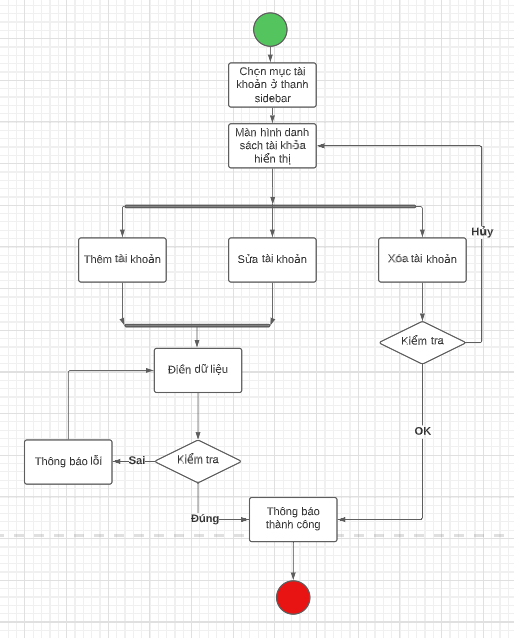 Chọn mục tài
khoản ở thanh
sidebar
Màn hình danh
sách tài khỏa
hiển thị
Hủy
Thêm tài khoản
Sửa tài khoản
Xóa tài khoản
Kiểm tra
Điền dữ liệu
OK
Thông báo lỗi
Sai
Kiểm tra
Thông báo
thành công
Đúng